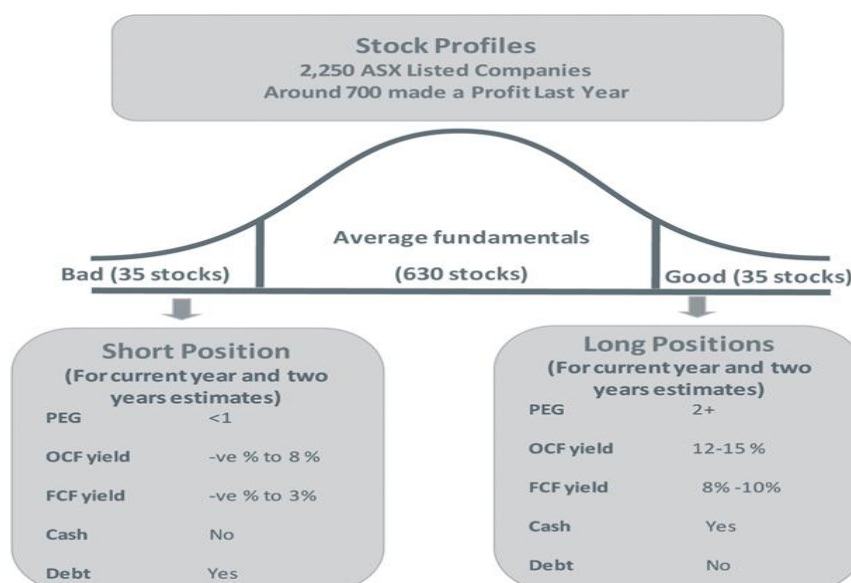 Stock Profiles
2,250 ASX Listed Companies
Around 700 made a Profit Last Year
Average fundamentals
Bad (35 stocks)
(630 stocks)
Good (35 stocks)
Short Position
(For current year and two
years estimates)
PEG <1
OCF yield -ve % to 8 %
FCF yield -ve % to 3%
Cash No
Debt Yes
Long Positions
(For current year and two
years estimates)
PEG 2+
OCF yield 12-15 %
FCF yield 8% -10%
Cash Yes
Debt No